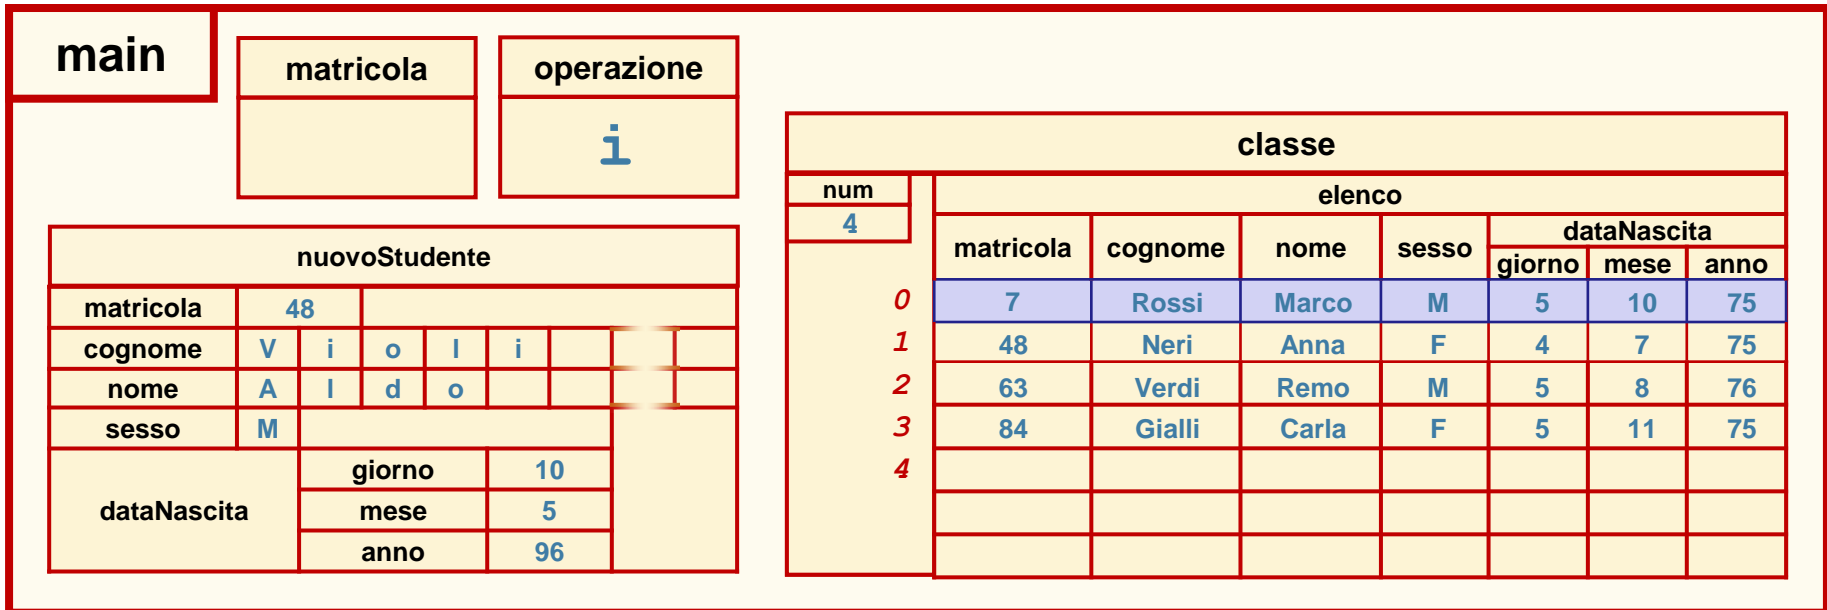 main
matricola operazione
i
nuovoStudente
matricola 48
cognome V i o l i
nome A l d o
sesso M
dataNascita
giorno 10
mese 5
anno 96
classe
num elenco
4
matricola cognome nome sesso dataNascita
giorno mese anno
0 7 Rossi Marco M 5 10 75
1 48 Neri Anna F 4 7 75
2 63 Verdi Remo M 5 8 76
3 84 Gialli Carla F 5 11 75
4